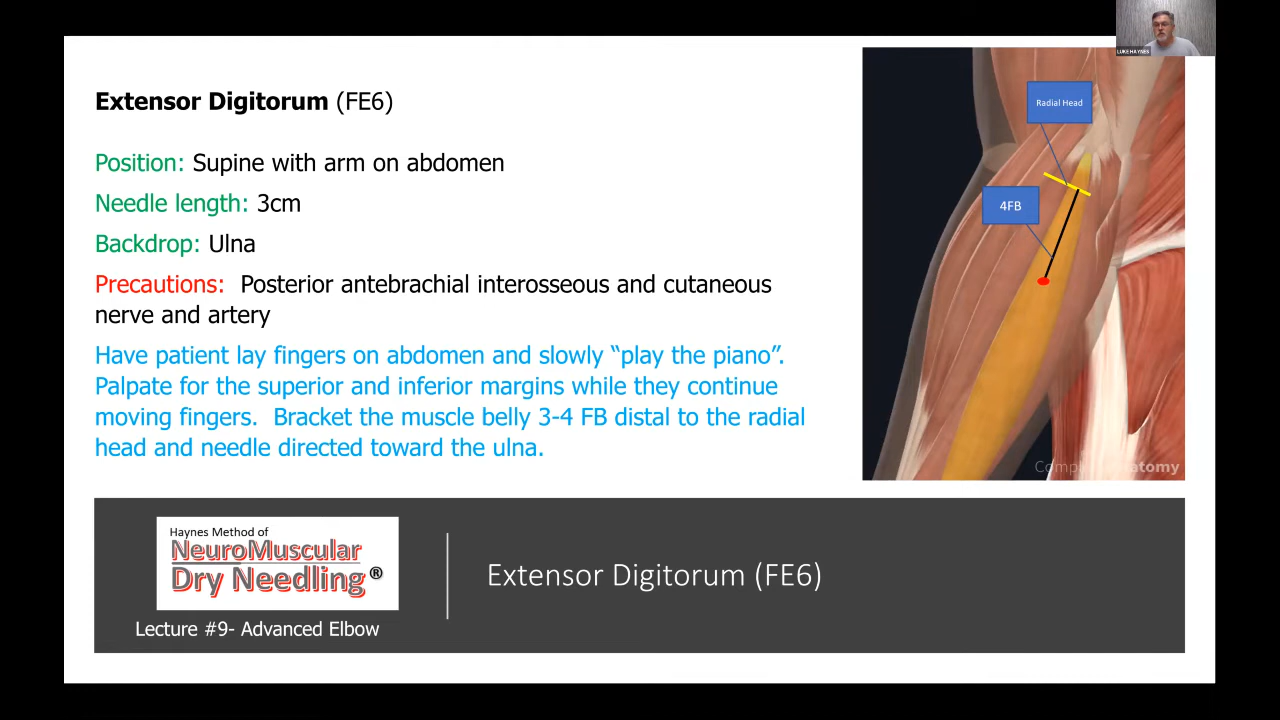 LUKE HAYNES
Extensor Digitorum (FE6)
Position: Supine with arm on abdomen
Needle length: 3cm
Backdrop: Ulna
Precautions: Posterior antebrachial interosseous and cutaneous
nerve and artery
Have patient lay fingers on abdomen and slowly “play the piano”.
Palpate for the superior and inferior margins while they continue
moving fingers. Bracket the muscle belly 3-4 FB distal to the radial
head and needle directed toward the ulna.
Radial Head
4FB
Haynes Method of
NeuroMuscular
Dry Needling®
Lecture #9- Advanced Elbow
Extensor Digitorum (FE6)